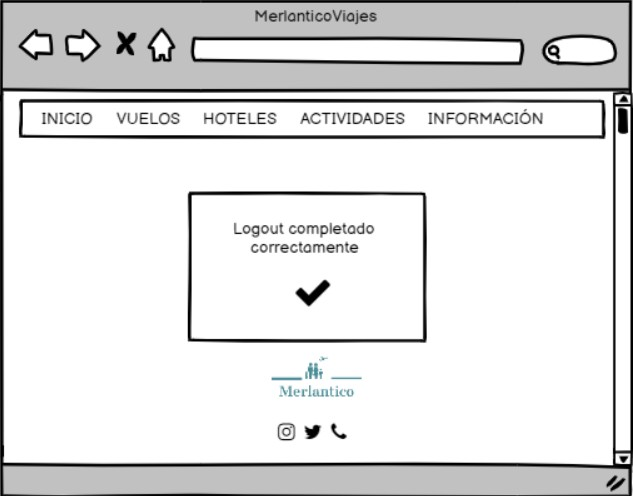 MerlanticoViajes
INICIO VUELOS HOTELES ACTIVIDADES INFORMACIÓN
Logout completado
correctamente
Merlantico